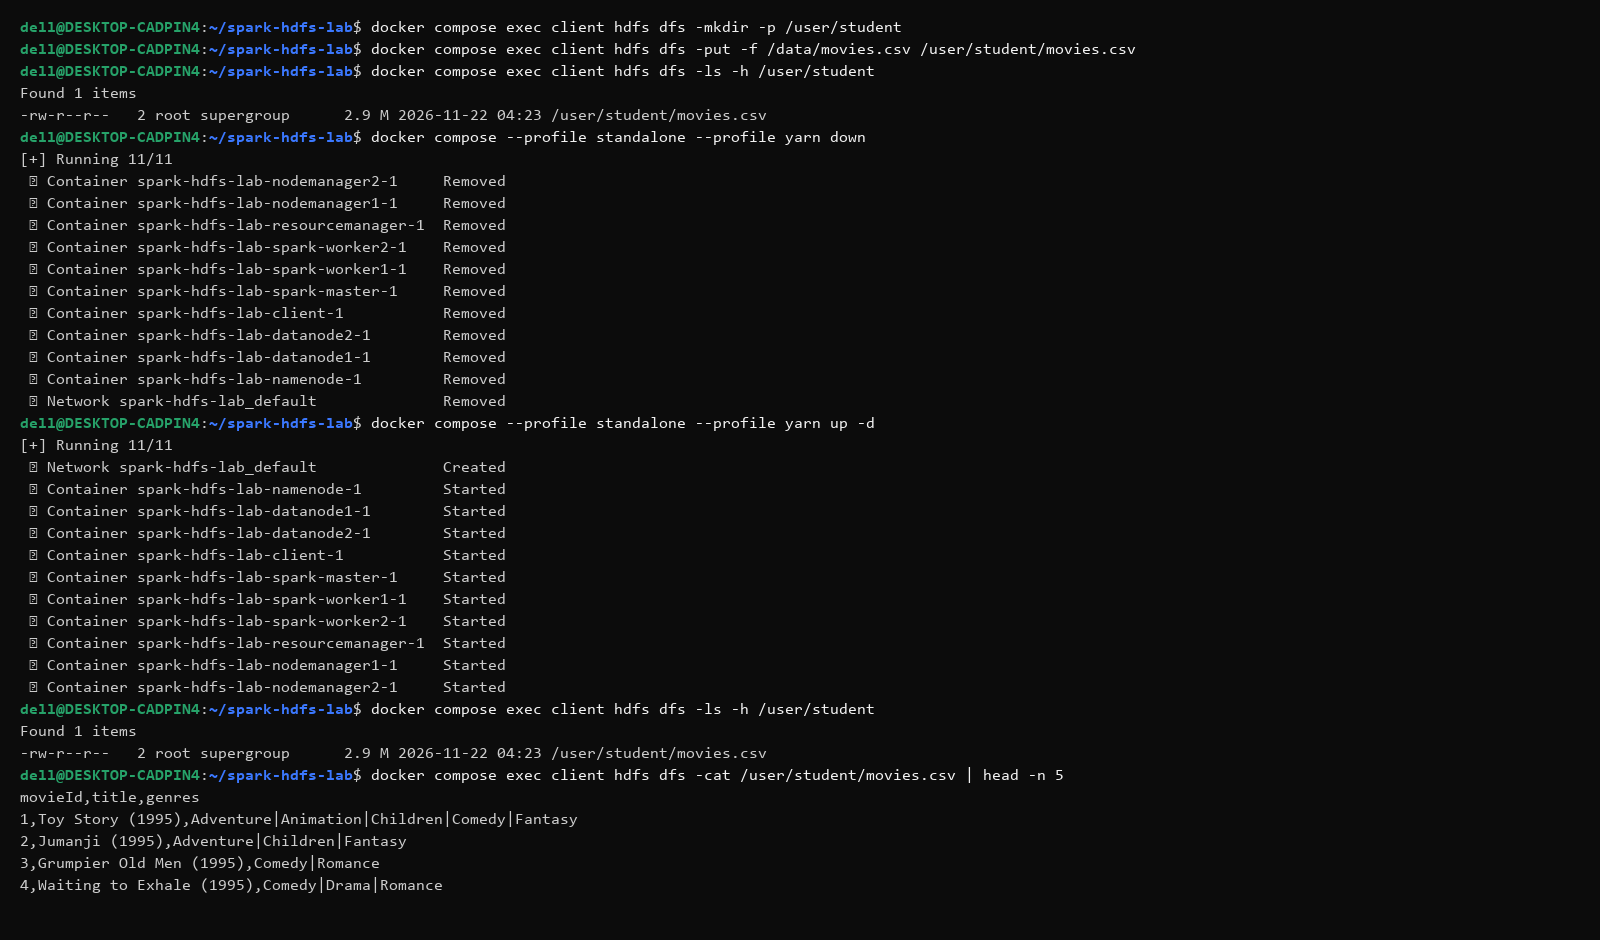 dell@DESKTOP-CADPIN4:~/spark-hdfs-lab$ docker compose exec client hdfs dfs -mkdir -p /user/student
dell@DESKTOP-CADPIN4:~/spark-hdfs-lab$ docker compose exec client hdfs dfs -put -f /data/movies.csv /user/student/movies.csv
dell@DESKTOP-CADPIN4:~/spark-hdfs-lab$ docker compose exec client hdfs dfs -ls -h /user/student
Found 1 items
-rw-r--r--   2 root supergroup      2.9 M 2026-11-22 04:23 /user/student/movies.csv
dell@DESKTOP-CADPIN4:~/spark-hdfs-lab$ docker compose --profile standalone --profile yarn down
[+] Running 11/11
 Container spark-hdfs-lab-nodemanager2-1     Removed
 Container spark-hdfs-lab-nodemanager1-1     Removed
 Container spark-hdfs-lab-resourcemanager-1  Removed
 Container spark-hdfs-lab-spark-worker2-1    Removed
 Container spark-hdfs-lab-spark-worker1-1    Removed
 Container spark-hdfs-lab-spark-master-1     Removed
 Container spark-hdfs-lab-client-1           Removed
 Container spark-hdfs-lab-datanode2-1        Removed
 Container spark-hdfs-lab-datanode1-1        Removed
 Container spark-hdfs-lab-namenode-1         Removed
 Network spark-hdfs-lab_default              Removed
dell@DESKTOP-CADPIN4:~/spark-hdfs-lab$ docker compose --profile standalone --profile yarn up -d
[+] Running 11/11
 Network spark-hdfs-lab_default              Created
 Container spark-hdfs-lab-namenode-1         Started
 Container spark-hdfs-lab-datanode1-1        Started
 Container spark-hdfs-lab-datanode2-1        Started
 Container spark-hdfs-lab-client-1           Started
 Container spark-hdfs-lab-spark-master-1     Started
 Container spark-hdfs-lab-spark-worker1-1    Started
 Container spark-hdfs-lab-spark-worker2-1    Started
 Container spark-hdfs-lab-resourcemanager-1  Started
 Container spark-hdfs-lab-nodemanager1-1     Started
 Container spark-hdfs-lab-nodemanager2-1     Started
dell@DESKTOP-CADPIN4:~/spark-hdfs-lab$ docker compose exec client hdfs dfs -ls -h /user/student
Found 1 items
-rw-r--r--   2 root supergroup      2.9 M 2026-11-22 04:23 /user/student/movies.csv
dell@DESKTOP-CADPIN4:~/spark-hdfs-lab$ docker compose exec client hdfs dfs -cat /user/student/movies.csv | head -n 5
movieId,title,genres
1,Toy Story (1995),Adventure|Animation|Children|Comedy|Fantasy
2,Jumanji (1995),Adventure|Children|Fantasy
3,Grumpier Old Men (1995),Comedy|Romance
4,Waiting to Exhale (1995),Comedy|Drama|Romance